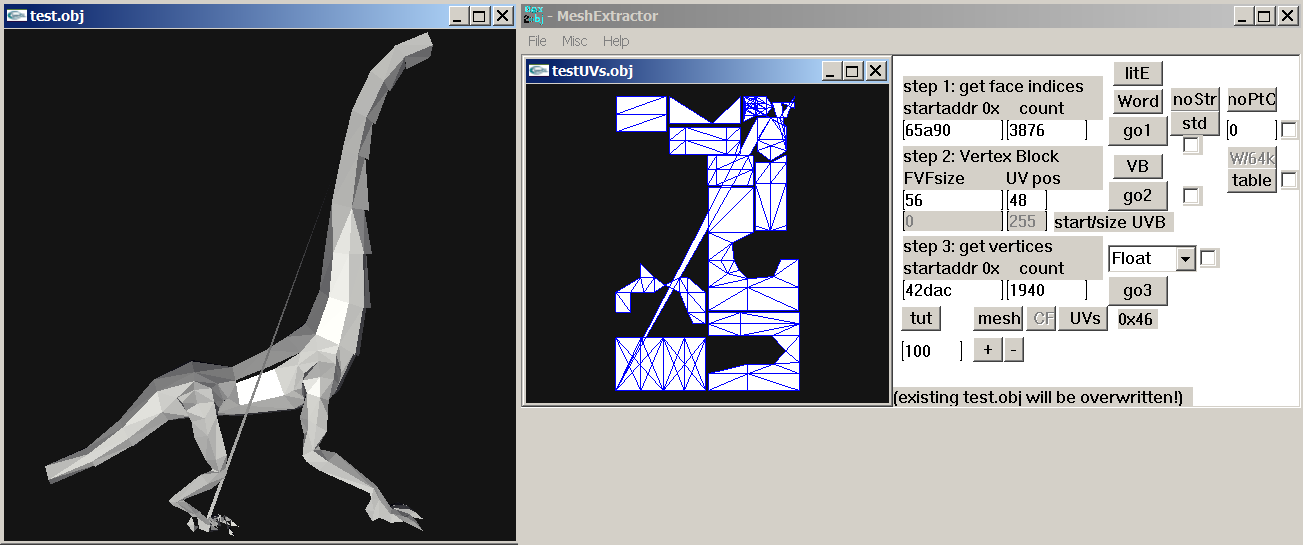 test.obj
hex
2obj - MeshExtractor
File Misc Help
testUVs.obj
litE
step 1: get face indices
startaddr 0x count
Word
noStr
noPtC
65a90 3876
go1
std
0
step 2: Vertex Block
FVFsize UV pos
VB
W/64k
table
56 48
go2
0 255 start/size UVB
step 3: get vertices
startaddr 0x count
Float
42dac 1940
go3
tut mesh CF UVs 0x46
100 + -
(existing test.obj will be overwritten!)